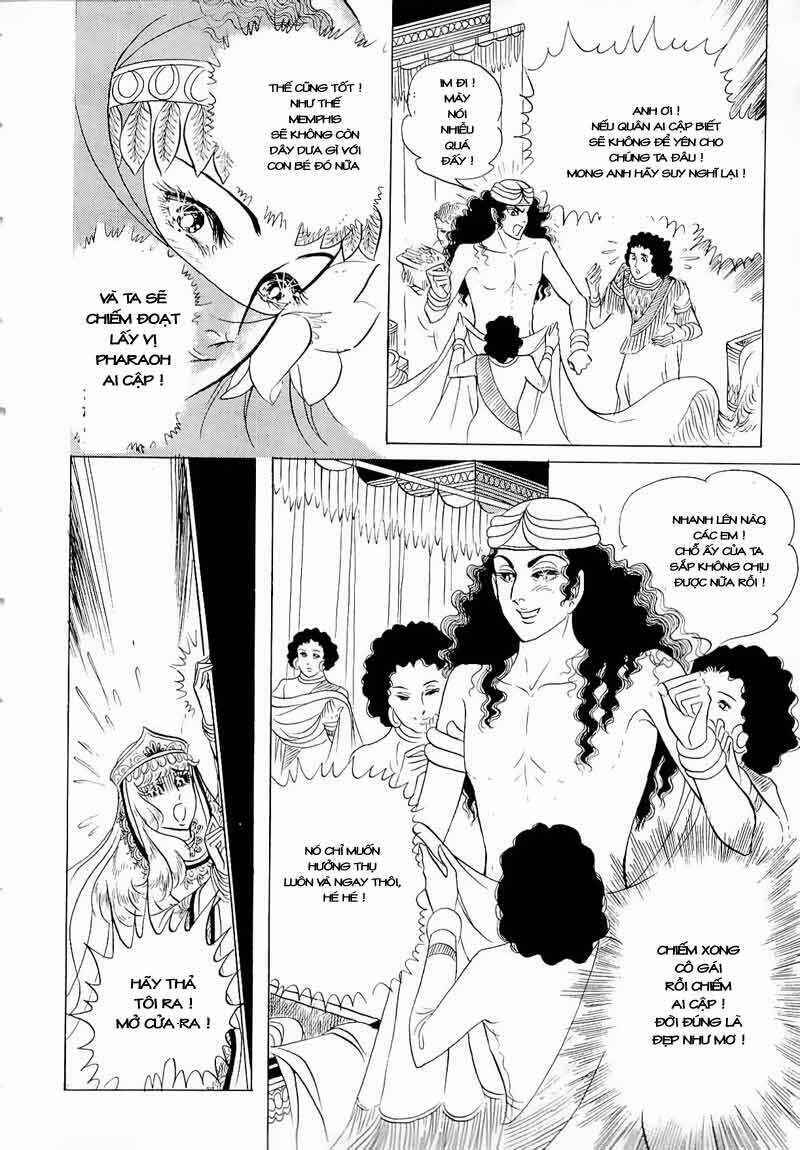 THẾ CŨNG TỐT !
NHƯ THẾ
MEMPHIS
SẼ KHÔNG CÒN
DÂY DƯA GÌ VỚI
CON BÉ ĐÓ NỮA
VÀ TA SẼ
CHIẾM ĐOẠT
LẤY VỊ
PHARAOH
AI CẬP !
IM ĐI !
MÀY
NÓI
NHIỀU
QUÁ
ĐẤY !
ANH ƠI !
NẾU QUÂN AI CẬP BIẾT
SẼ KHÔNG ĐỂ YÊN CHO
CHÚNG TA ĐÂU !
MONG ANH HÃY SUY NGHĨ LẠI !
HÃY THẢ
TÔI RA !
MỞ CỬA RA !
NHANH LÊN NÀO,
CÁC EM !
CHỖ ẤY CỦA TA
SẮP KHÔNG CHỊU
ĐƯỢC NỮA RỒI !
NÓ CHỈ MUỐN
HƯỞNG THỤ
LUÔN VÀ NGAY THÔI,
HÉ HÉ !
CHIẾM XONG
CÔ GÁI
RỒI CHIẾM
AI CẬP !
ĐỜI ĐÚNG LÀ
ĐẸP NHƯ MƠ !